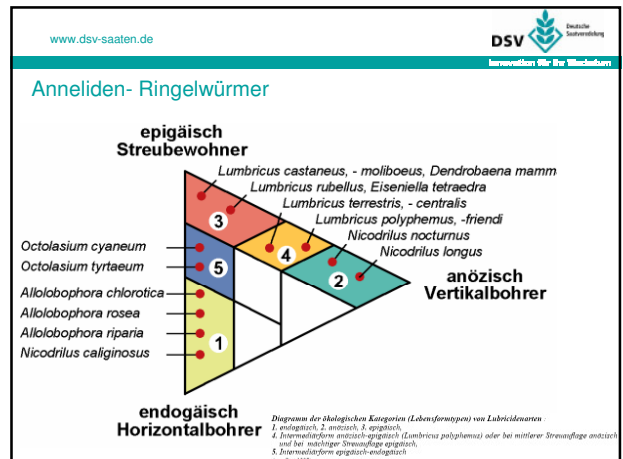 www.dsv-saaten.de
DSV
Deutsche
Saatveredelung
Innovation für Ihr Wachstum
Anneliden- Ringelwürmer
epigäisch
Streubewohner
Lumbricus castaneus, - moliboeus, Dendrobaena mamm
Lumbricus rubellus, Eiseniella tetraedra
Lumbricus terrestris, - centralis
Lumbricus polyphemus, -friendi
Nicodrilus nocturnus
Nicodrilus longus
3
4
2
anözisch
Vertikalbohrer
Octolasium cyaneum
Octolasium tyrtaeum
5
Allolobophora chlorotica
Allolobophora rosea
Allolobophora riparia
Nicodrilus caliginosus
1
endogäisch
Horizontalbohrer
Diagramm der ökologischen Kategorien (Lebensformtypen) von Lubricidenarten
1. endogäisch, 2. anözisch, 3. epigäisch,
4. Intermediärform anözisch-epigäisch (Lumbricus polyphemus) oder bei mittlerer Streuauflage anözisch
und bei mächtiger Streuauflage epigäisch,
5. Intermediärform epigäisch-endogäisch